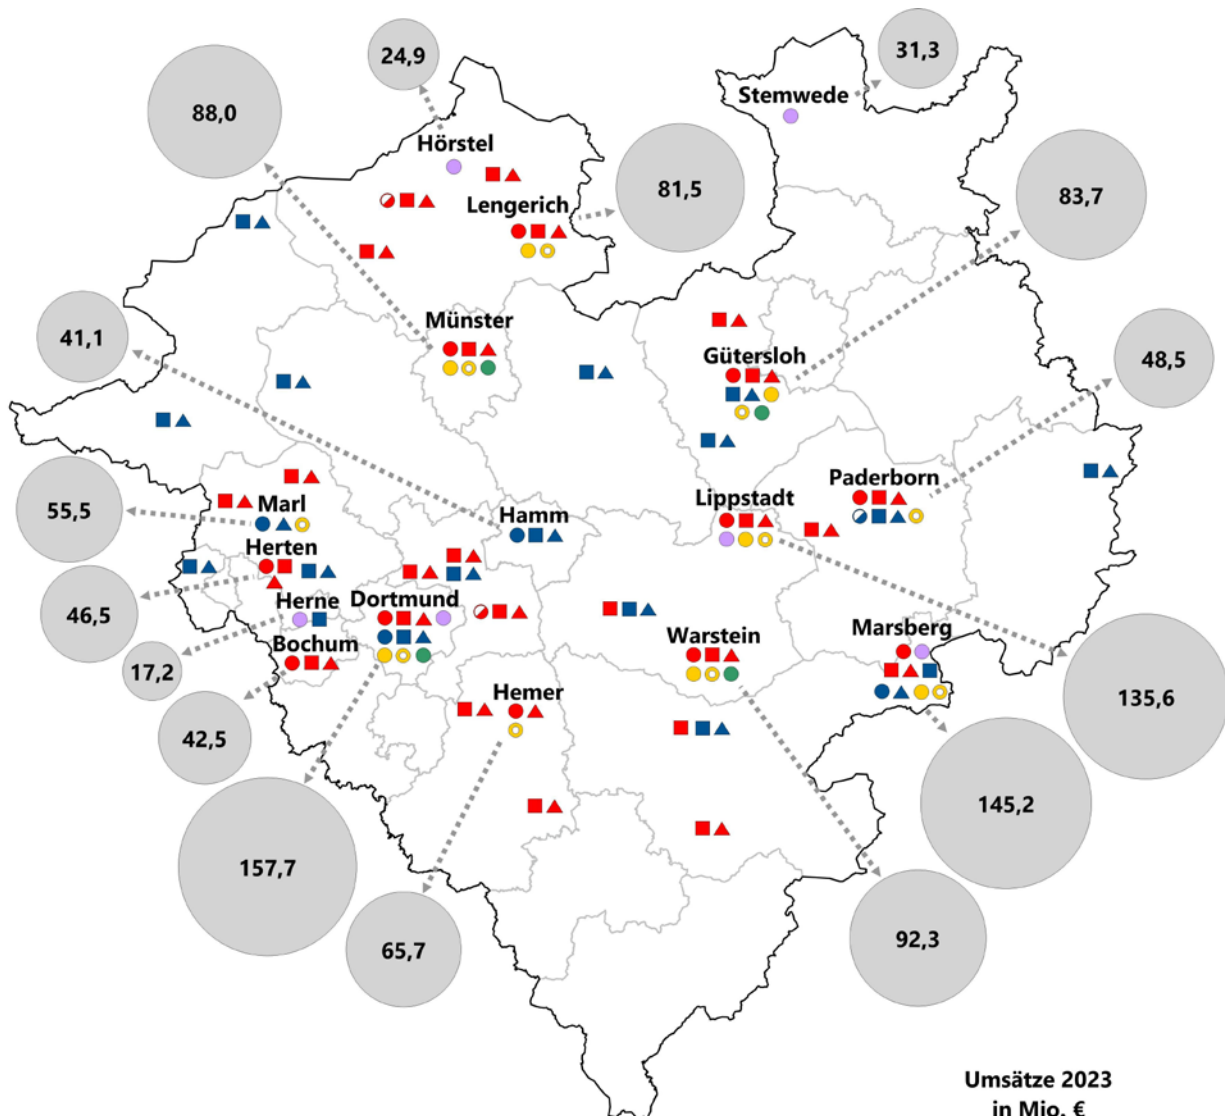 24,9
31,3
88,0
Stemwede
Hörstel
81,5
83,7
Lengerich
41,1
Münster
Gütersloh
48,5
Paderborn
Lippstadt
55,5
Marl
Hamm
Herten
46,5
Herne
Dortmund
Bochum
17,2
Warstein
Marsberg
135,6
42,5
Hemer
145,2
157,7
65,7
92,3
Umsätze 2023
in Mio. €